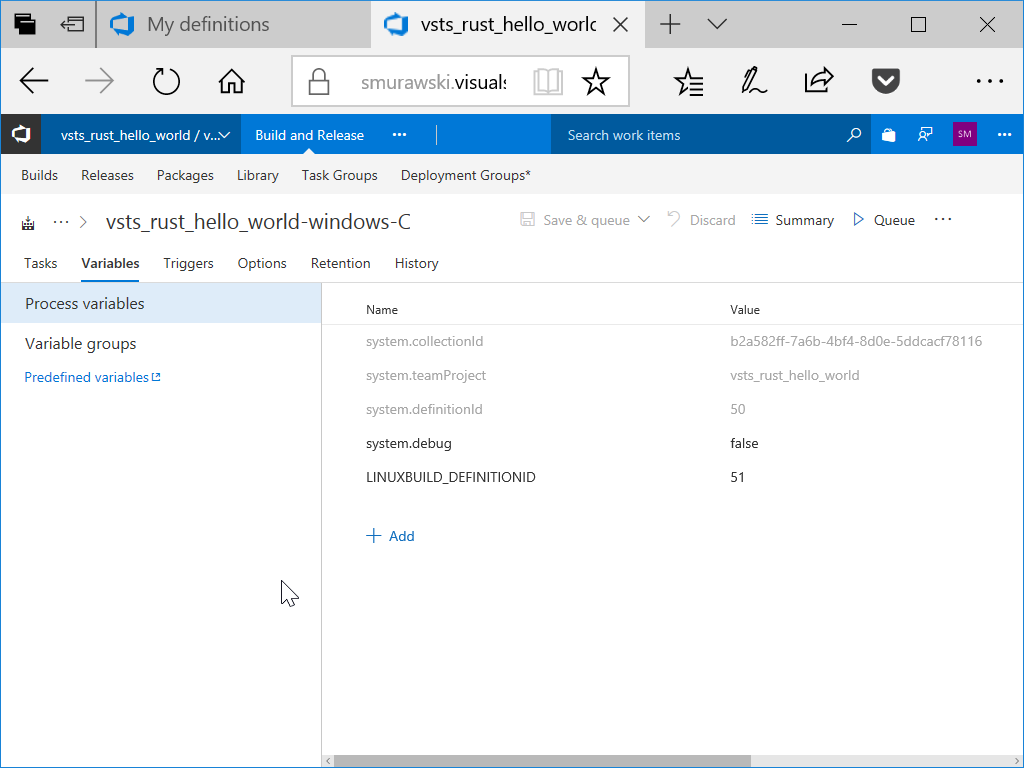 My definitions
vsts_rust_hello_world
smurawski.visuals
vsts_rust_hello_world / v...
Build and Release
Search work items
SM
Builds
Releases
Packages
Library
Task Groups
Deployment Groups*
vsts_rust_hello_world-windows-C
Save & queue
Discard
Summary
Queue
Tasks
Variables
Triggers
Options
Retention
History
Process variables
Variable groups
Predefined variables
Name Value
system.collectionId b2a582ff-7a6b-4bf4-8d0e-5ddcacf78116
system.teamProject vsts_rust_hello_world
system.definitionId 50
system.debug false
LINUXBUILD_DEFINITIONID 51
Add